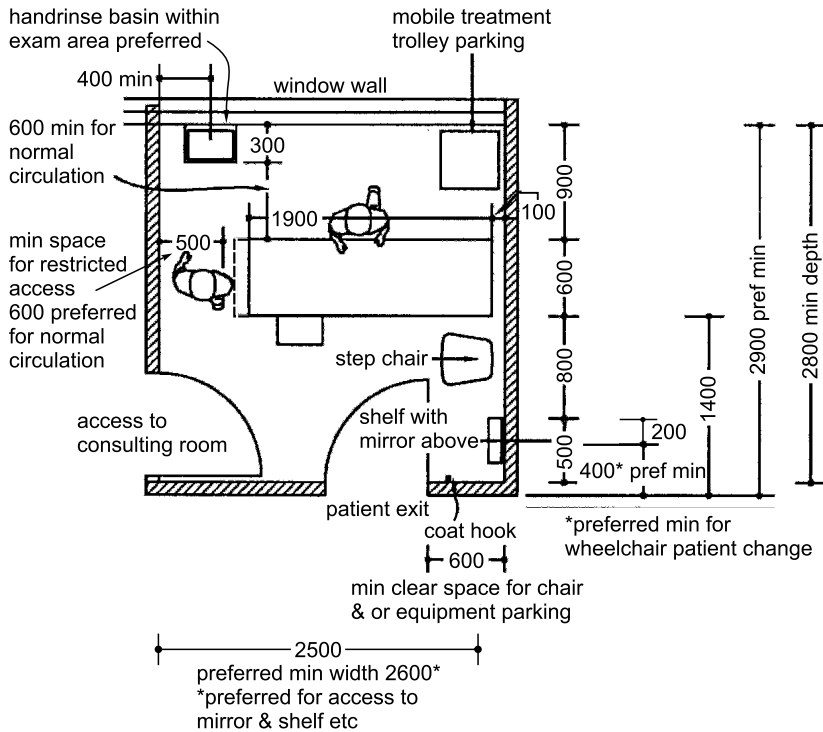 handrinse basin within
exam area preferred
mobile treatment
trolley parking
400 min
window wall
600 min for
normal
circulation
300
900
1900
100
min space
for restricted
access
600 preferred
for normal
circulation
500
600
2900 pref min
2800 min depth
step chair
800
1400
access to
consulting room
shelf with
mirror above
200
500
400* pref min
patient exit
coat hook
*preferred min for
wheelchair patient change
600
min clear space for chair
& or equipment parking
2500
preferred min width 2600*
*preferred for access to
mirror & shelf etc